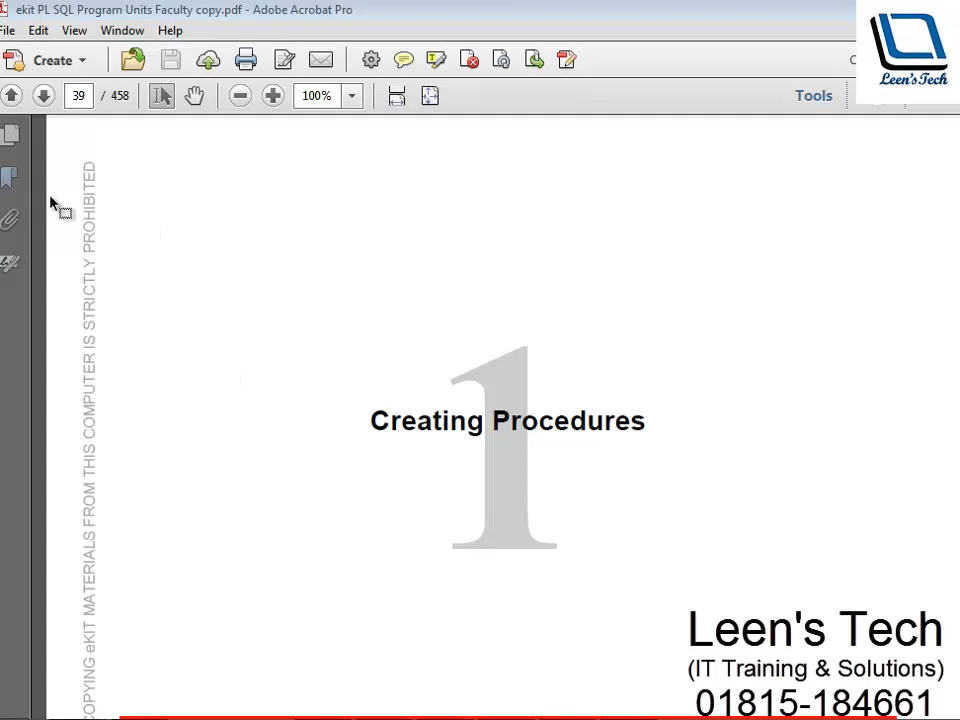 ekit PL SQL Program Units Faculty copy.pdf - Adobe Acrobat Pro
File Edit View Window Help
Create
39 / 458 100% Tools
Leen'sTech
COPYING eKIT MATERIALS FROM THIS COMPUTER IS STRICTLY PROHIBITED
1
Creating Procedures
Leen's Tech
(IT Training & Solutions)
01815-184661